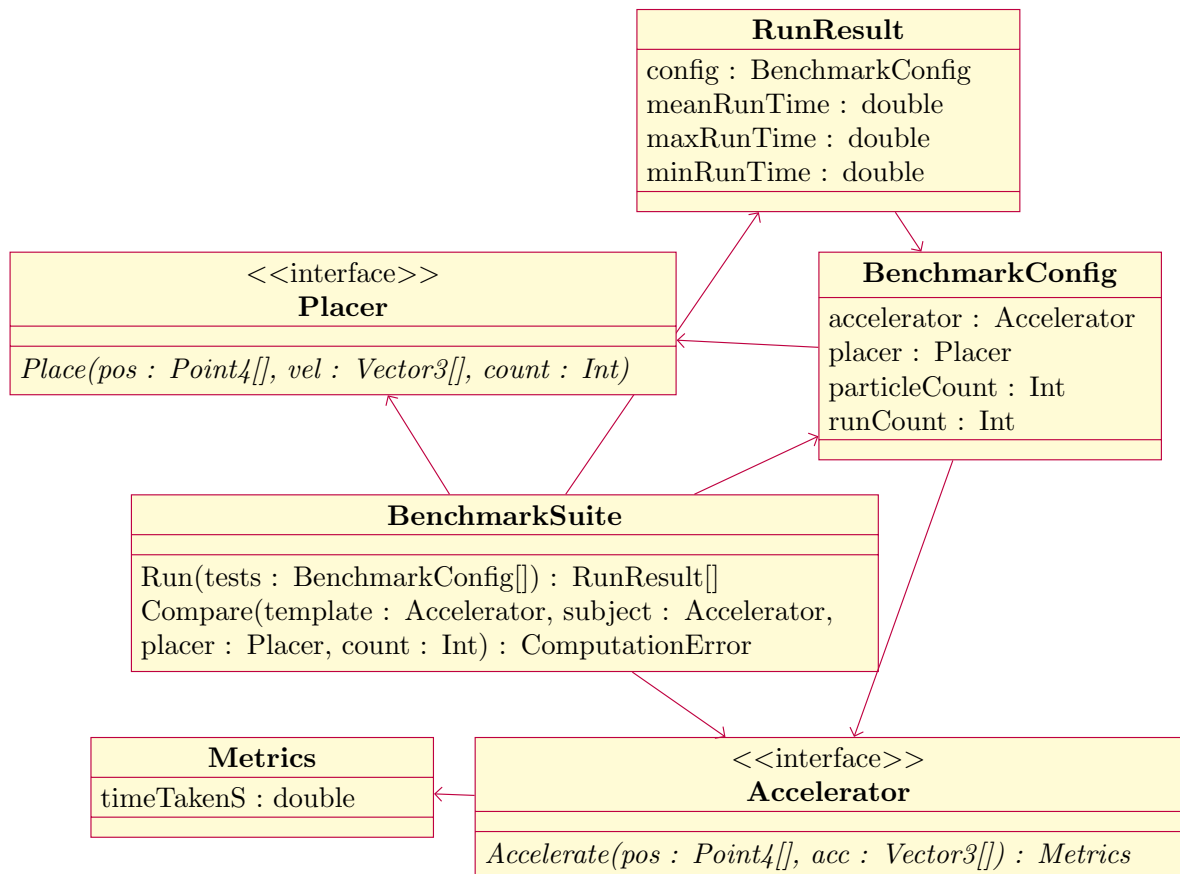 RunResult
config : BenchmarkConfig
meanRunTime : double
maxRunTime : double
minRunTime : double
<<interface>>
Placer
Place(pos : Point4[], vel : Vector3[], count : Int)
BenchmarkConfig
accelerator : Accelerator
placer : Placer
particleCount : Int
runCount : Int
BenchmarkSuite
Run(tests : BenchmarkConfig[]) : RunResult[]
Compare(template : Accelerator, subject : Accelerator,
placer : Placer, count : Int) : ComputationError
Metrics
timeTakenS : double
<<interface>>
Accelerator
Accelerate(pos : Point4[], acc : Vector3[]) : Metrics